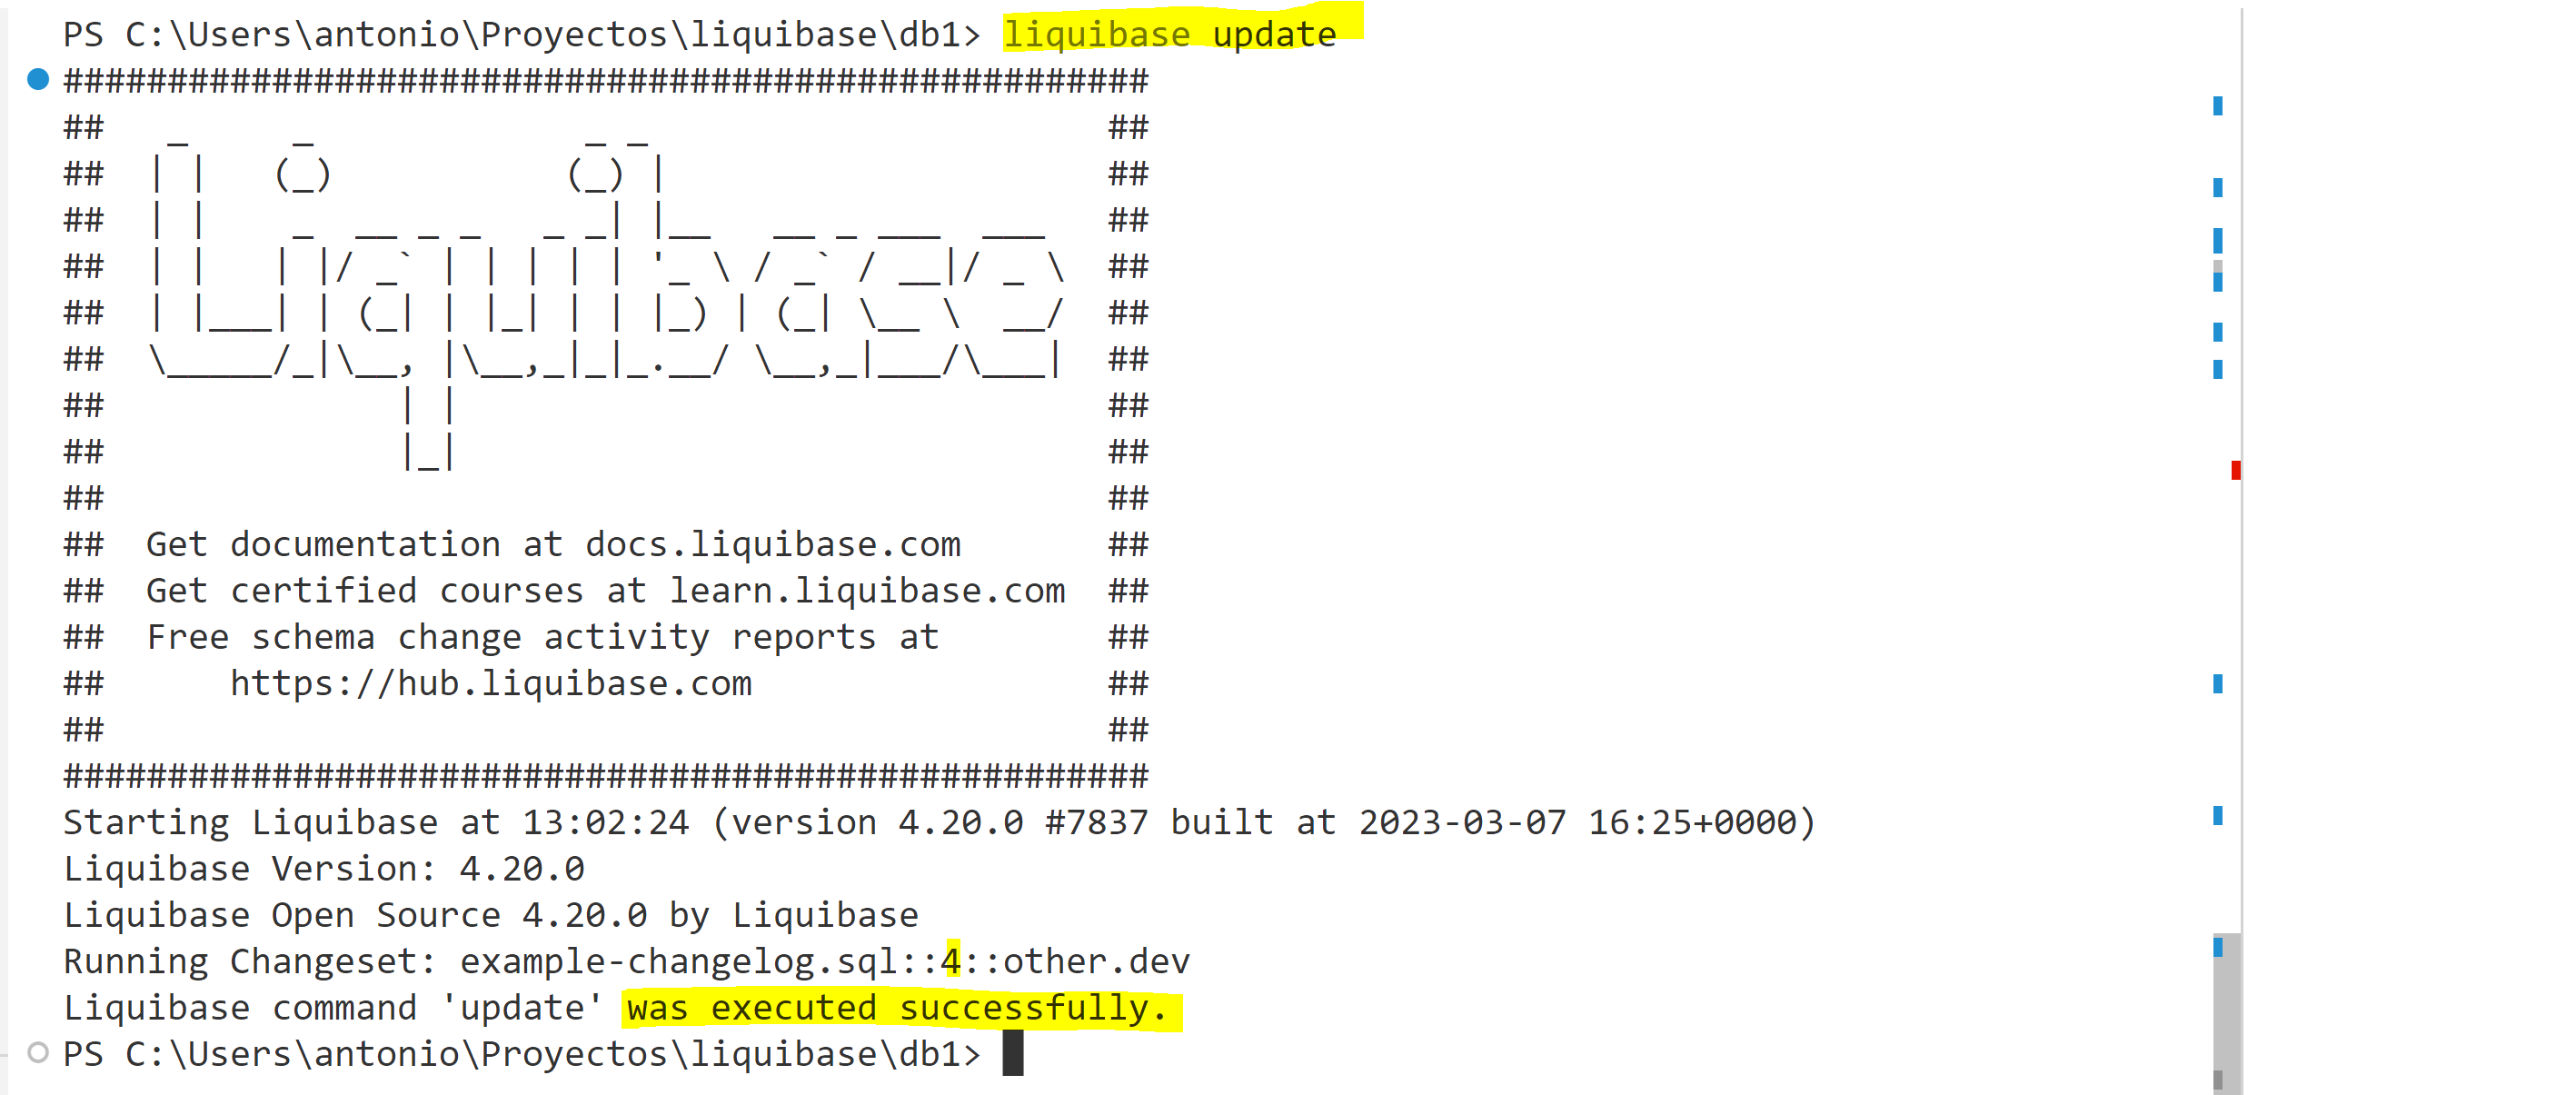 PS C:\Users\antonio\Proyectos\liquibase\db1> liquibase update
####################################################
##   _     _             _ _                      ##
##  | |   (_)           (_) |                     ##
##  | |    _  __ _ _   _ _| |__   __ _ ___  ___   ##
##  | |   | |/ _` | | | | | '_ \ / _` / __|/ _ \  ##
##  | |___| | (_| | |_| | | |_) | (_| \__ \  __/  ##
##  \_____/_|\__, |\__,_|_|_.__/ \__,_|___/\___|  ##
##              | |                               ##
##              |_|                               ##
##                                                ##
##  Get documentation at docs.liquibase.com       ##
##  Get certified courses at learn.liquibase.com  ##
##  Free schema change activity reports at        ##
##      https://hub.liquibase.com                 ##
##                                                ##
####################################################
Starting Liquibase at 13:02:24 (version 4.20.0 #7837 built at 2023-03-07 16:25+0000)
Liquibase Version: 4.20.0
Liquibase Open Source 4.20.0 by Liquibase
Running Changeset: example-changelog.sql::4::other.dev
Liquibase command 'update' was executed successfully.
PS C:\Users\antonio\Proyectos\liquibase\db1>